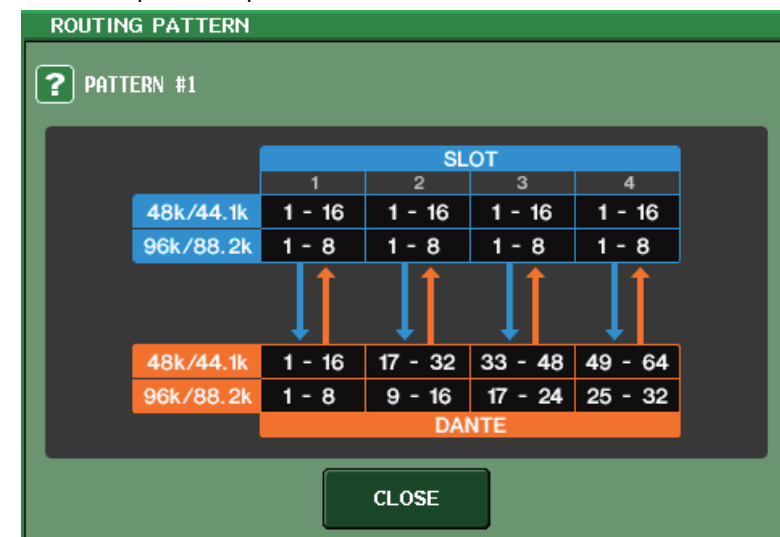 ROUTING PATTERN
? PATTERN #1
SLOT
1 2 3 4
48k/44.1k 1 - 16 1 - 16 1 - 16 1 - 16
96k/88.2k 1 - 8 1 - 8 1 - 8 1 - 8
48k/44.1k 1 - 16 17 - 32 33 - 48 49 - 64
96k/88.2k 1 - 8 9 - 16 17 - 24 25 - 32
DANTE
CLOSE